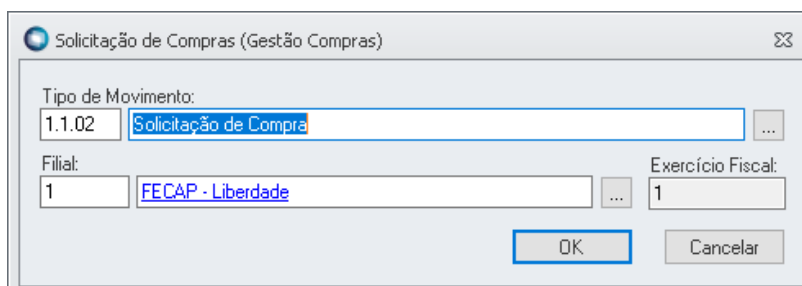 Solicitação de Compras (Gestão Compras)
Tipo de Movimento:
1.1.02 Solicitação de Compra ...
Filial: Exercício Fiscal:
1 FECAP - Liberdade ... 1
OK Cancelar